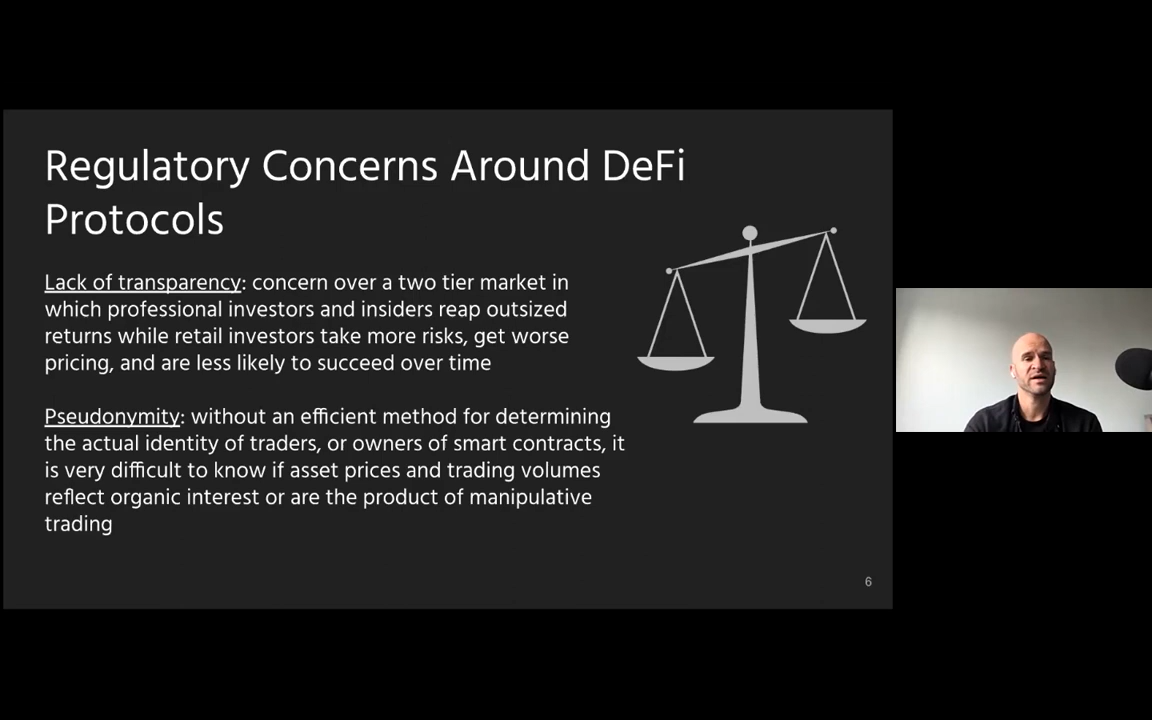 Regulatory Concerns Around DeFi
Protocols
Lack of transparency: concern over a two tier market in
which professional investors and insiders reap outsized
returns while retail investors take more risks, get worse
pricing, and are less likely to succeed over time
Pseudonymity: without an efficient method for determining
the actual identity of traders, or owners of smart contracts, it
is very difficult to know if asset prices and trading volumes
reflect organic interest or are the product of manipulative
trading
6